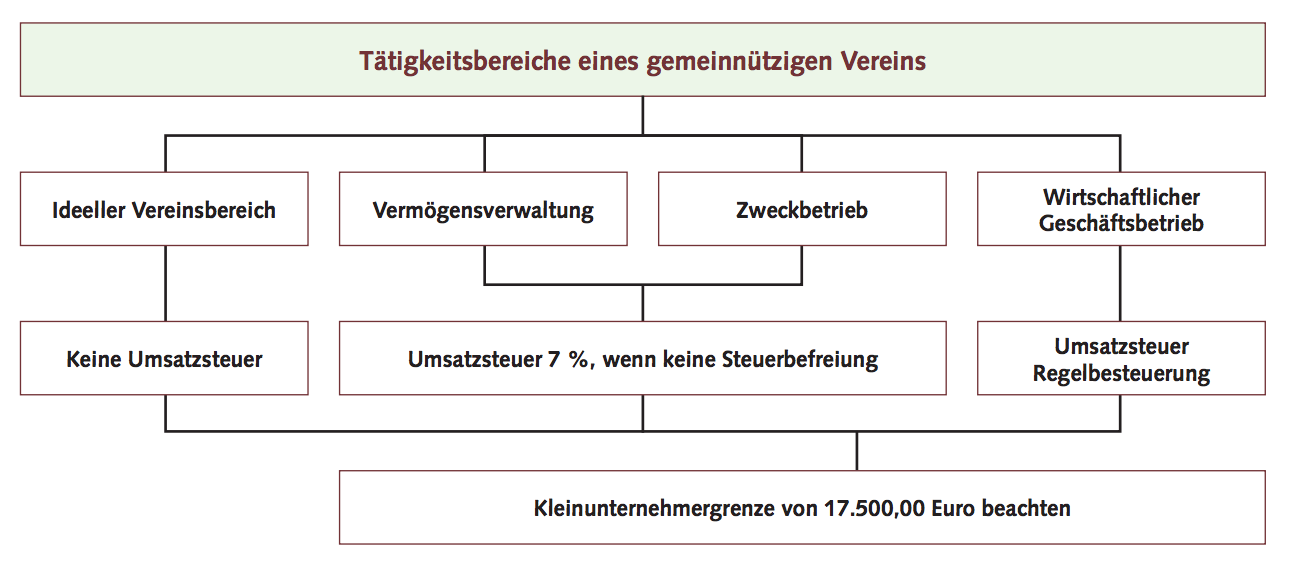 Tätigkeitsbereiche eines gemeinnützigen Vereins
Ideeller Vereinsbereich
Vermögensverwaltung
Zweckbetrieb
Wirtschaftlicher
Geschäftsbetrieb
Keine Umsatzsteuer
Umsatzsteuer 7 %, wenn keine Steuerbefreiung
Umsatzsteuer
Regelbesteuerung
Kleinunternehmergrenze von 17.500,00 Euro beachten